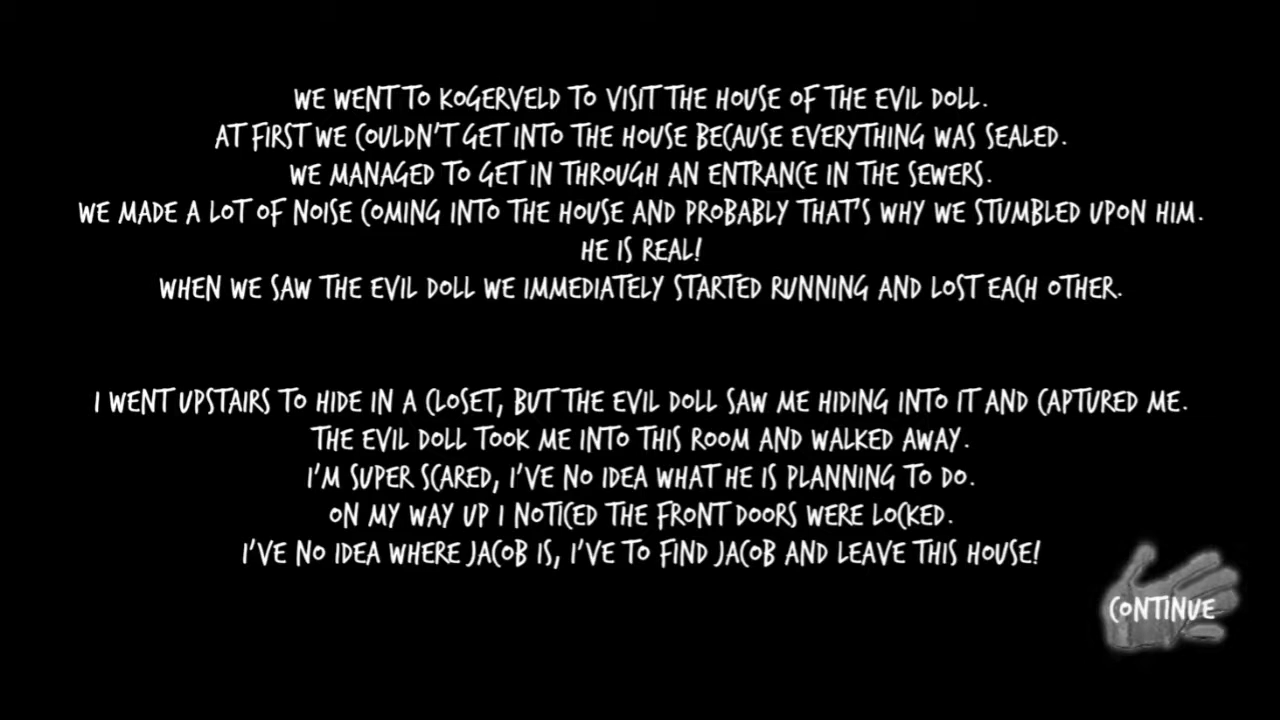 WE WENT TO KOGERVELD TO VISIT THE HOUSE OF THE EVIL DOLL.
AT FIRST WE COULDN'T GET INTO THE HOUSE BECAUSE EVERYTHING WAS SEALED.
WE MANAGED TO GET IN THROUGH AN ENTRANCE IN THE SEWERS.
WE MADE A LOT OF NOISE COMING INTO THE HOUSE AND PROBABLY THAT'S WHY WE STUMBLED UPON HIM.
HE IS REAL!
WHEN WE SAW THE EVIL DOLL WE IMMEDIATELY STARTED RUNNING AND LOST EACH OTHER.
I WENT UPSTAIRS TO HIDE IN A CLOSET, BUT THE EVIL DOLL SAW ME HIDING INTO IT AND CAPTURED ME.
THE EVIL DOLL TOOK ME INTO THIS ROOM AND WALKED AWAY.
I'M SUPER SCARED, I'VE NO IDEA WHAT HE IS PLANNING TO DO.
ON MY WAY UP I NOTICED THE FRONT DOORS WERE LOCKED.
I'VE NO IDEA WHERE JACOB IS, I'VE TO FIND JACOB AND LEAVE THIS HOUSE!
CONTINUE